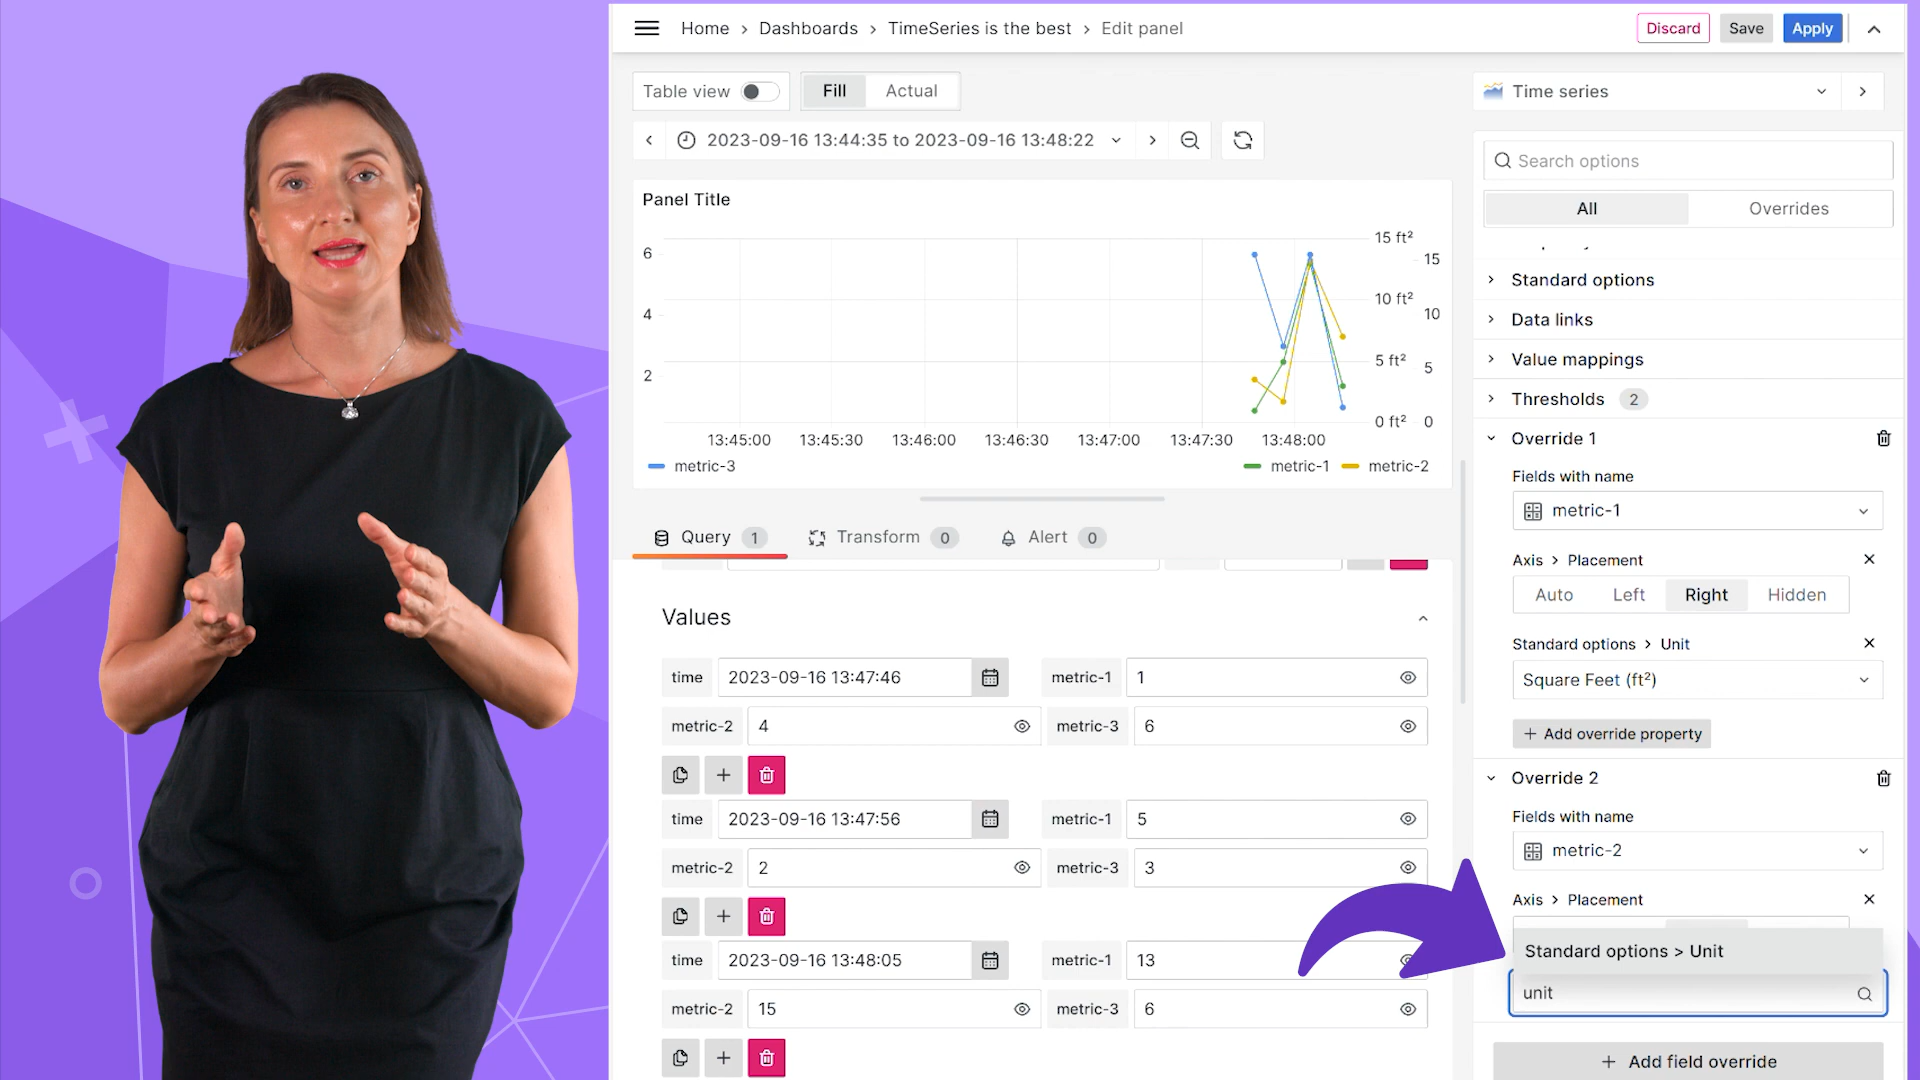 Home > Dashboards > TimeSeries is the best > Edit panel
Discard
Save
Apply
Table view
Fill
Actual
2023-09-16 13:44:35 to 2023-09-16 13:48:22
Time series
Search options
All
Overrides
Panel Title
6
4
2
15 ft²
10 ft²
5 ft²
0 ft²
15
10
5
0
13:45:00 13:45:30 13:46:00 13:46:30 13:47:00 13:47:30 13:48:00
metric-3
metric-1
metric-2
Query 1
Transform 0
Alert 0
Values
time 2023-09-16 13:47:46
metric-1 1
metric-2 4
metric-3 6
time 2023-09-16 13:47:56
metric-1 5
metric-2 2
metric-3 3
time 2023-09-16 13:48:05
metric-1 13
metric-2 15
metric-3 6
Standard options
Data links
Value mappings
Thresholds 2
Override 1
Fields with name
metric-1
Axis > Placement
Auto Left Right Hidden
Standard options > Unit
Square Feet (ft²)
+ Add override property
Override 2
Fields with name
metric-2
Axis > Placement
Standard options > Unit
unit
+ Add field override